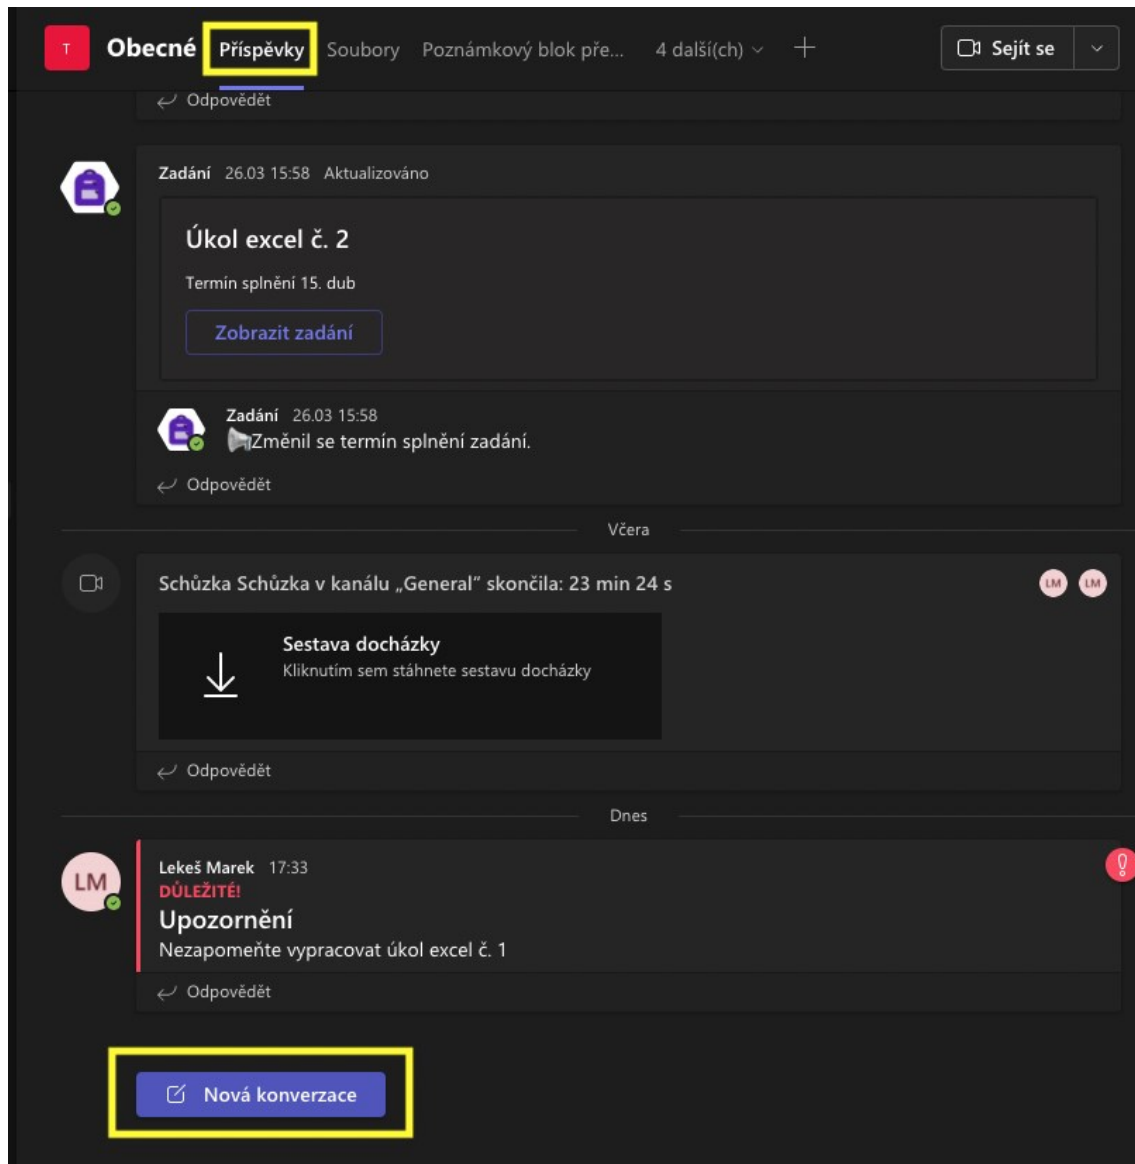 T Obecné Příspěvky Soubory Poznámkový blok pře... 4 další(ch) Sejít se
Odpovědět
Zadání 26.03 15:58 Aktualizováno
Úkol excel č. 2
Termín splnění 15. dub
Zobrazit zadání
Zadání 26.03 15:58
Změnil se termín splnění zadání.
Odpovědět
Včera
Schůzka Schůzka v kanálu „General“ skončila: 23 min 24 s LM LM
Sestava docházky
Kliknutím sem stáhnete sestavu docházky
Odpovědět
Dnes
LM Lekeš Marek 17:33
DŮLEŽITÉ!
Upozornění
Nezapomeňte vypracovat úkol excel č. 1
Odpovědět
Nová konverzace